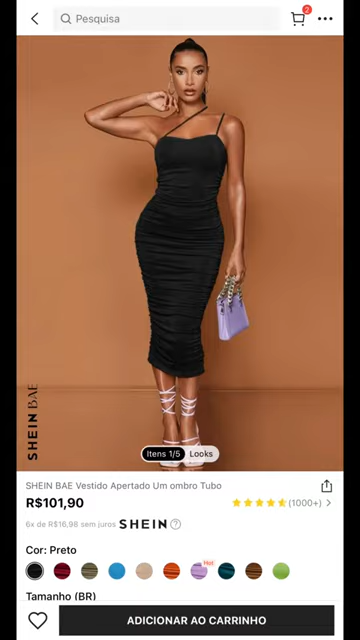 Pesquisa
2
SHEIN BAE
Itens 1/5 Looks
SHEIN BAE Vestido Apertado Um ombro Tubo
R$101,90
(1000+)
6x de R$16,98 sem juros SHEIN ?
Cor: Preto
Hot
Tamanho (BR)
ADICIONAR AO CARRINHO